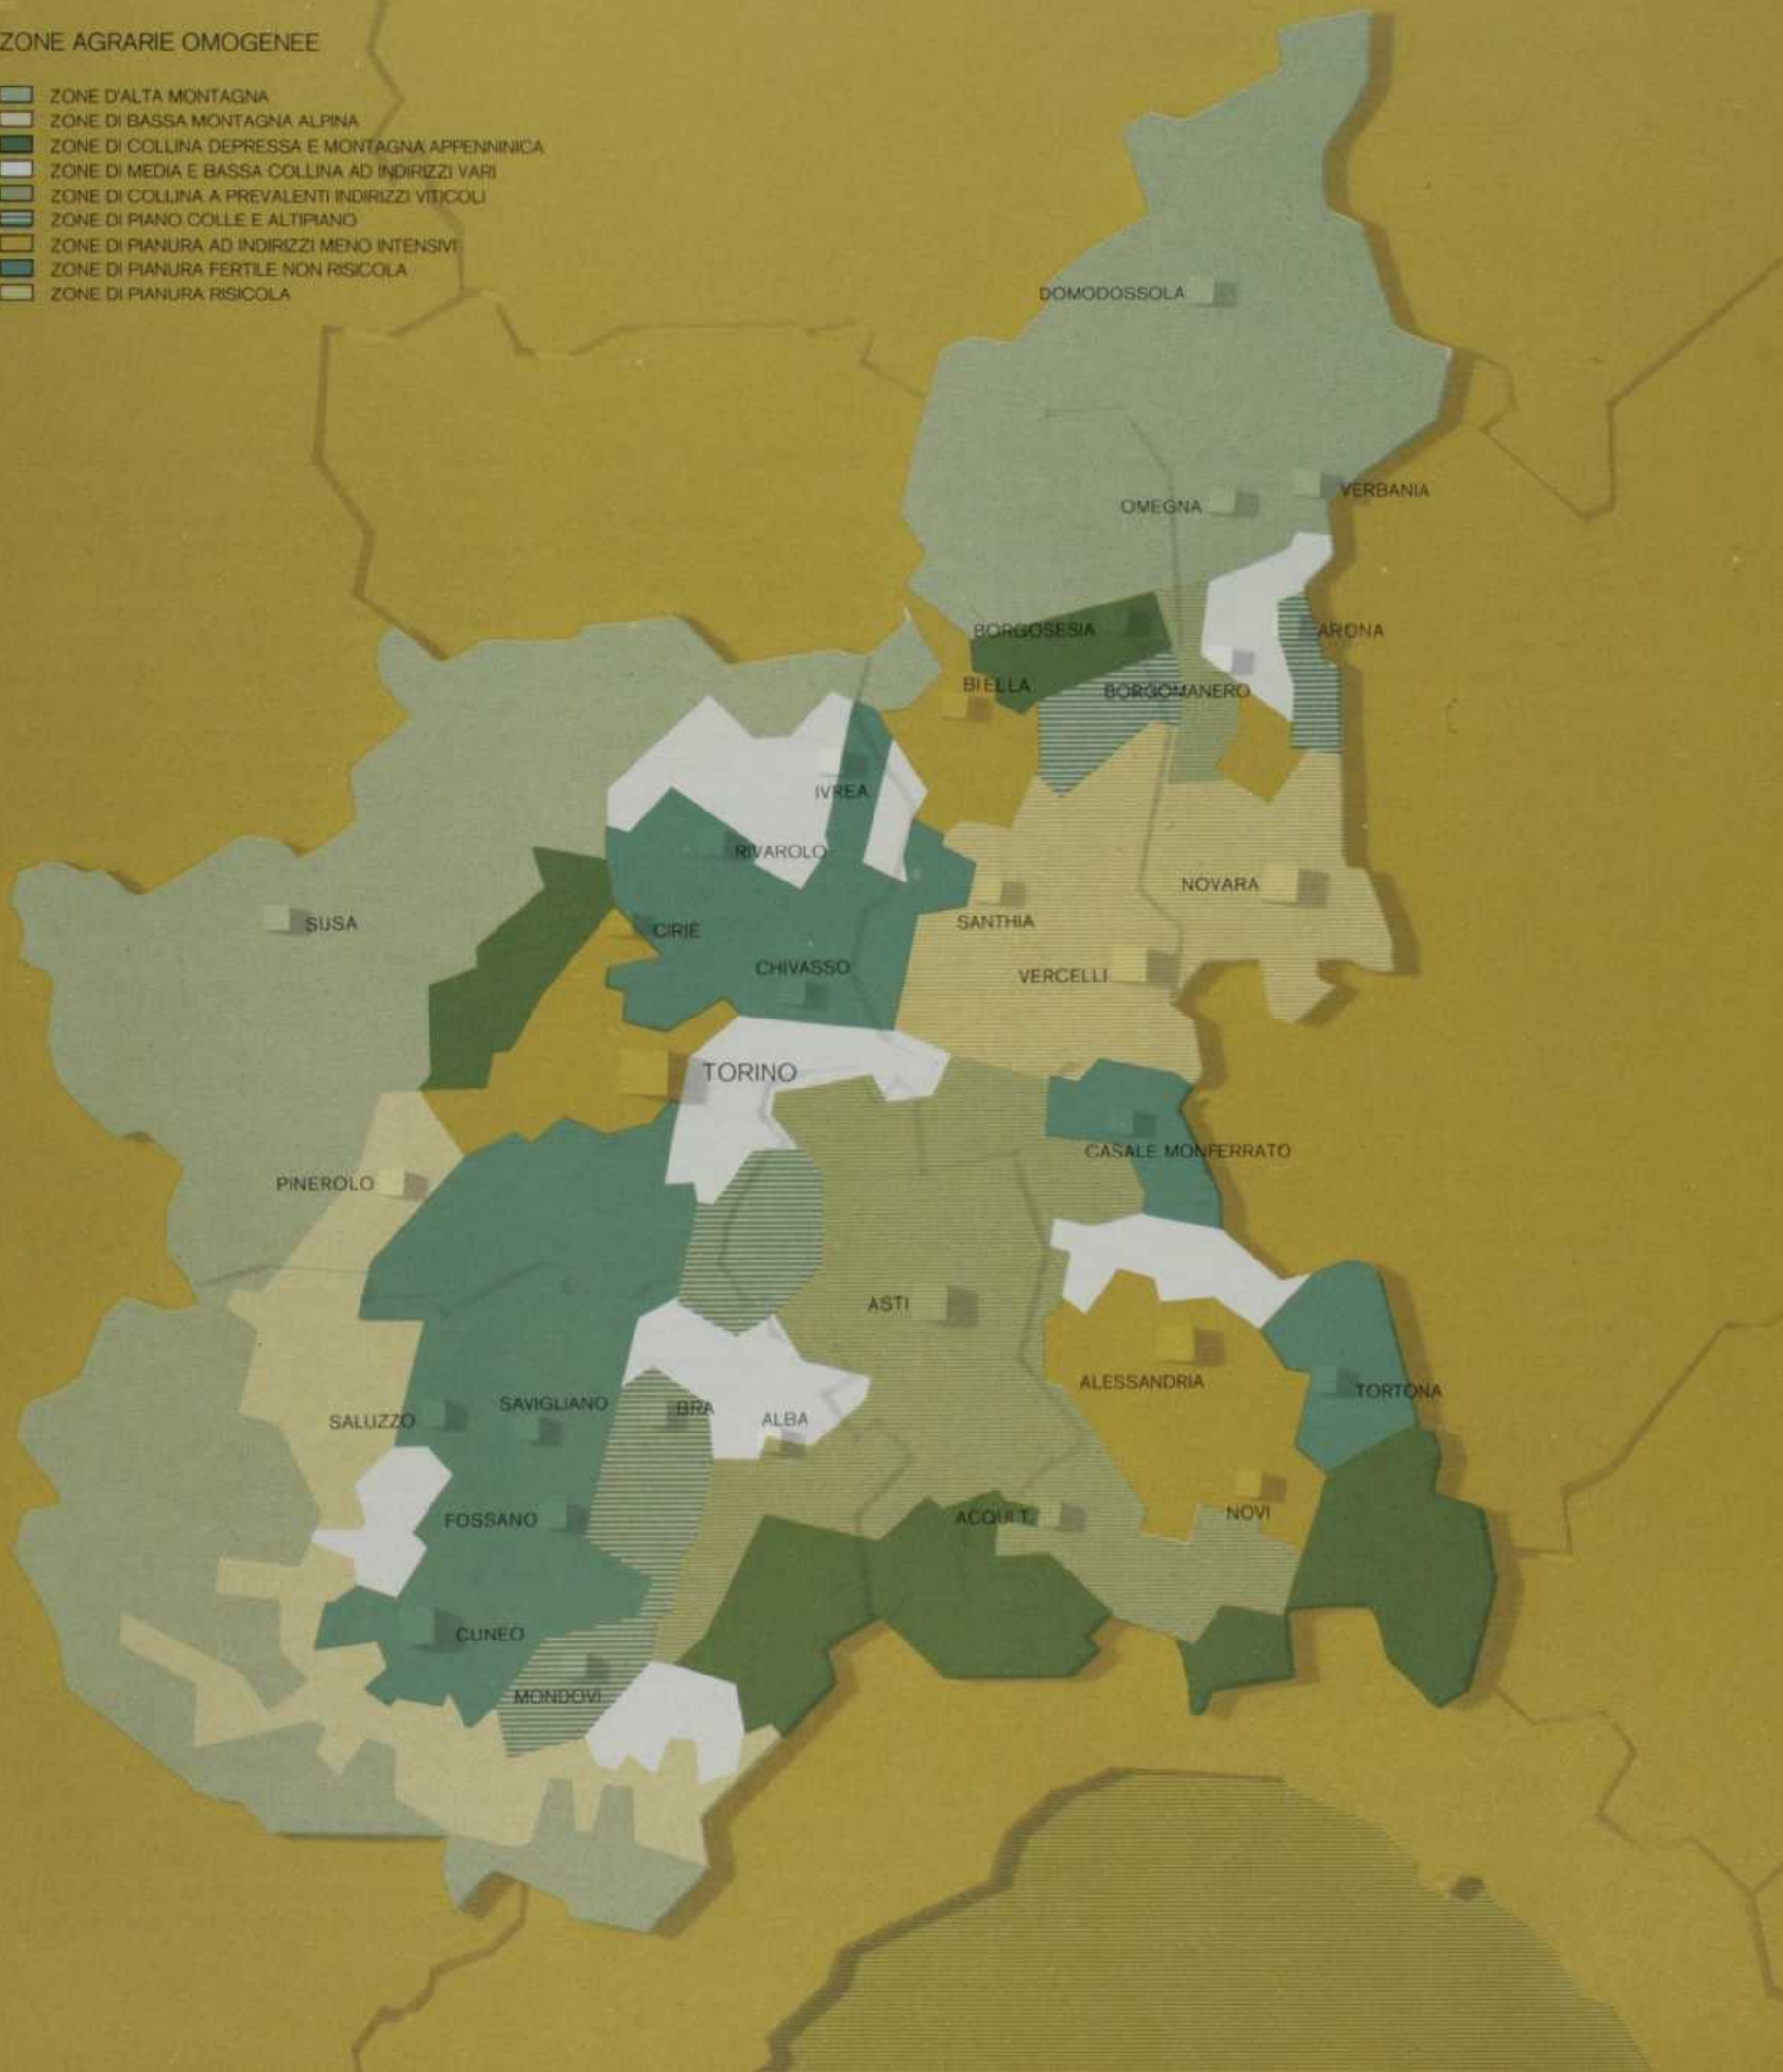 ZONE AGRARIE OMOGENEE
ZONE D'ALTA MONTAGNA
ZONE DI BASSA MONTAGNA ALPINA
ZONE DI COLLINA DEPRESSA E MONTAGNA APPENNINICA
ZONE DI MEDIA E BASSA COLLINA AD INDIRIZZI VARI
ZONE DI COLLINA A PREVALENTI INDIRIZZI VITICOLI
ZONE DI PIANO COLLE E ALTIPIANO
ZONE DI PIANURA AD INDIRIZZI MENO INTENSIVI
ZONE DI PIANURA FERTILE NON RISICOLA
ZONE DI PIANURA RISICOLA
DOMODOSSOLA
VERBANIA
OMEGNA
BORGOSESIA
ARONA
BIELLA
BORGOMANERO
IVREA
RIVAROLO
NOVARA
SUSA
SANTHIA
CIRIE
CHIVASSO
VERCELLI
TORINO
CASALE MONFERRATO
PINEROLO
ASTI
ALESSANDRIA
TORTONA
SAVIGLIANO
BRA
SALUZZO
ALBA
NOVI
ACQUI T.
FOSSANO
CUNEO
MONDOVI